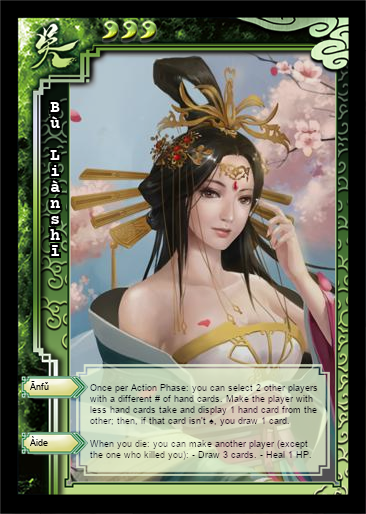 吳
Bù Liànshī
Ānfǔ
Once per Action Phase: you can select 2 other players
with a different # of hand cards. Make the player with
less hand cards take and display 1 hand card from the
other; then, if that card isn't ♠, you draw 1 card.
Àide
When you die: you can make another player (except
the one who killed you): - Draw 3 cards. - Heal 1 HP.